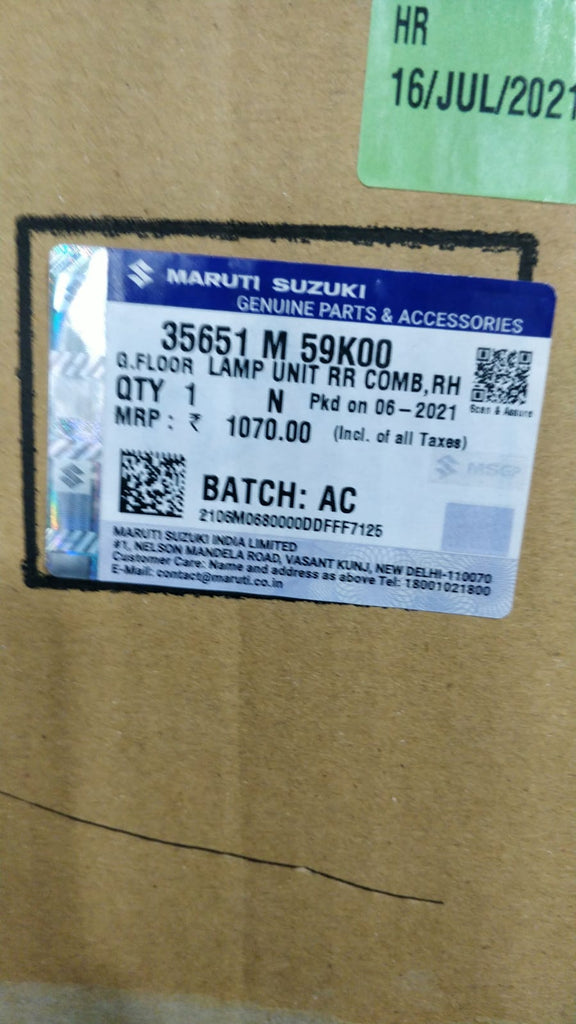 HR
16/JUL/2021
MARUTI SUZUKI
GENUINE PARTS & ACCESSORIES
35651 M 59K00
G.FLOOR LAMP UNIT RR COMB,RH
QTY 1 N Pkd on 06-2021
Scan & Assure
MRP : ₹ 1070.00 (Incl. of all Taxes)
MSGP
BATCH: AC
2106M0680000DDFFF7125
MARUTI SUZUKI INDIA LIMITED
#1, NELSON MANDELA ROAD, VASANT KUNJ, NEW DELHI-110070
Customer Care: Name and address as above Tel: 18001021800
E-Mail: contact@maruti.co.in